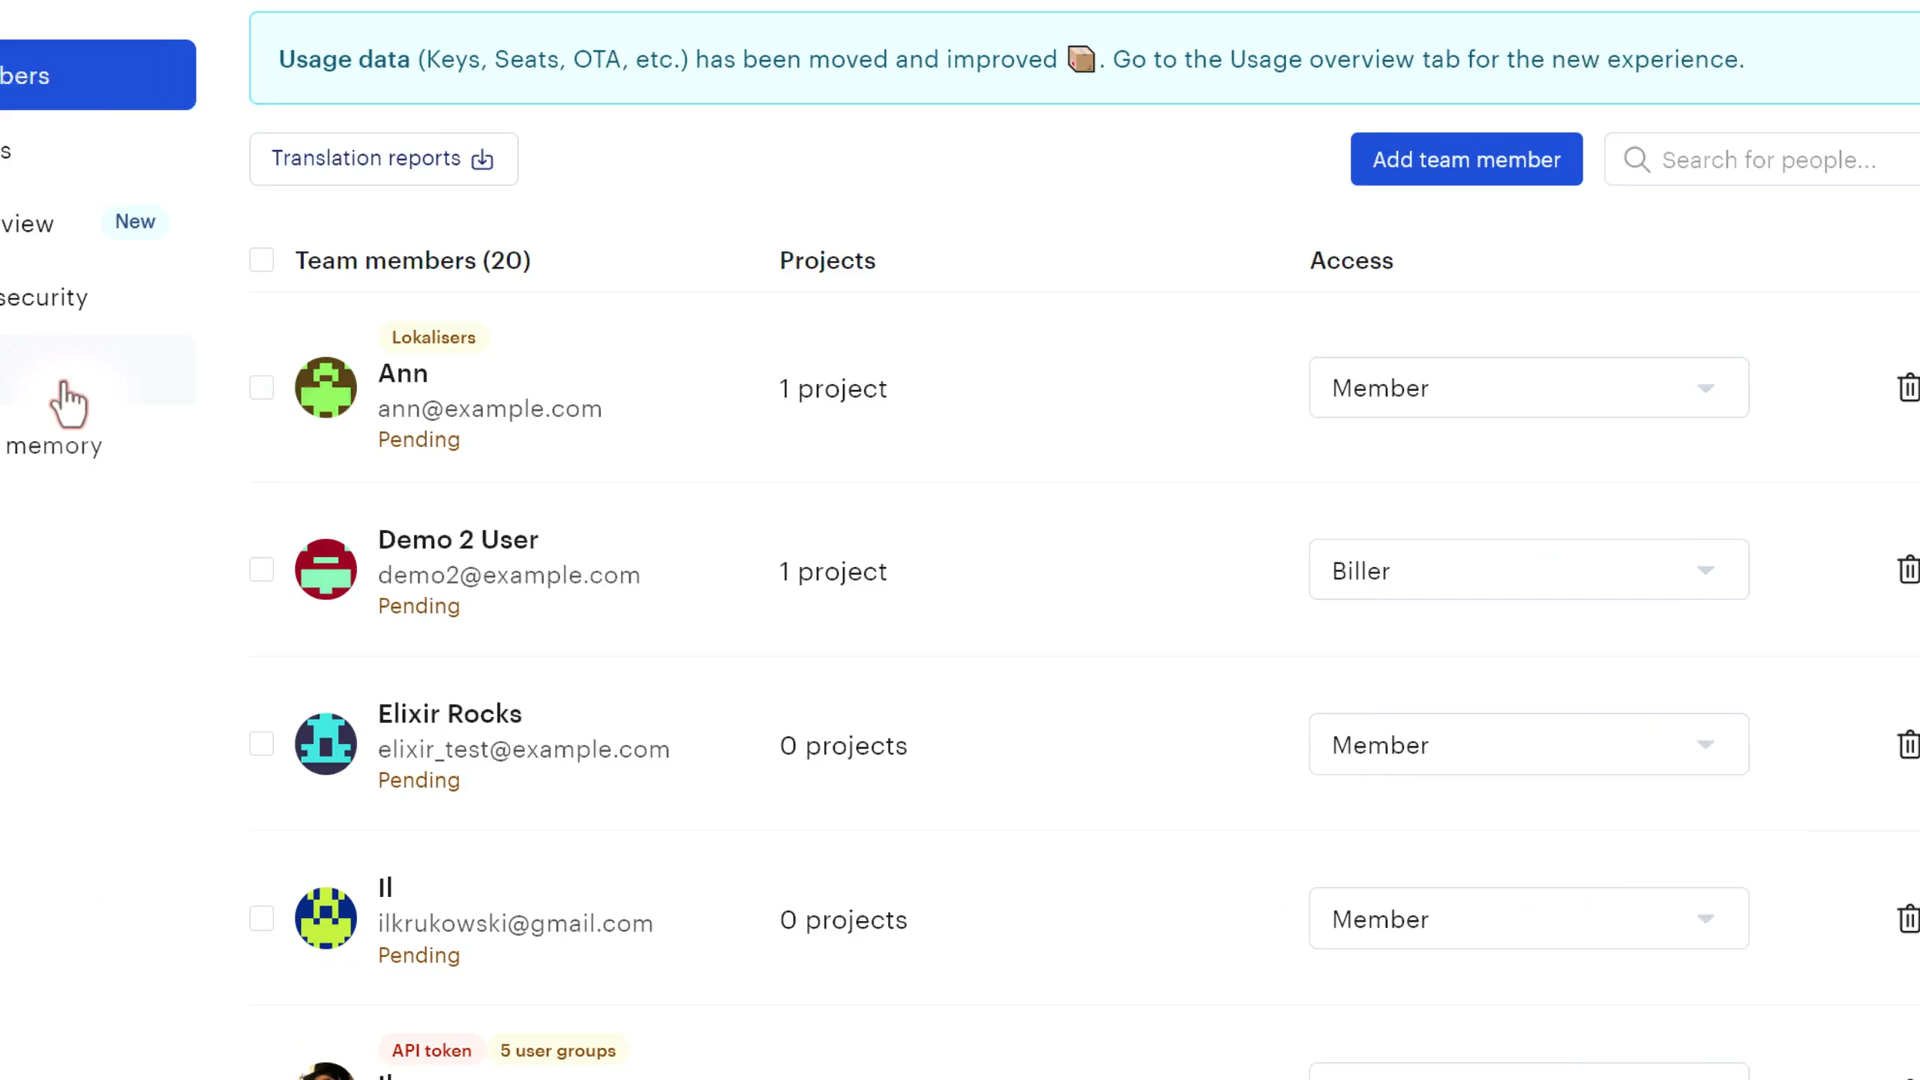 Usage data (Keys, Seats, OTA, etc.) has been moved and improved 📦. Go to the Usage overview tab for the new experience.
bers
s
view New
security
memory
Translation reports
Add team member
Search for people...
Team members (20) Projects Access
Lokalisers
Ann
ann@example.com
Pending
1 project
Member
Demo 2 User
demo2@example.com
Pending
1 project
Biller
Elixir Rocks
elixir_test@example.com
Pending
0 projects
Member
Il
ilkrukowski@gmail.com
Pending
0 projects
Member
API token 5 user groups